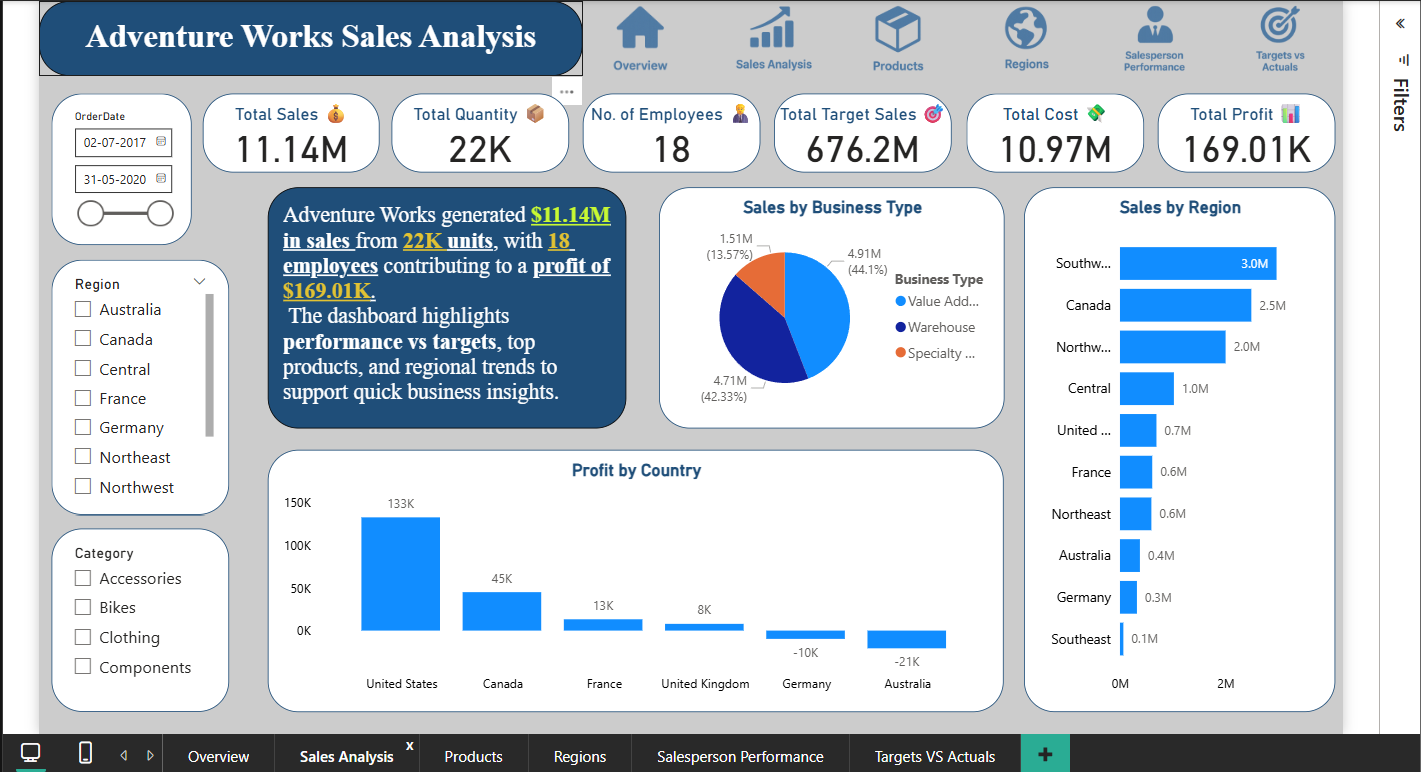 Adventure Works Sales Analysis
Overview
Sales Analysis
Products
Regions
Salesperson
Performance
Targets vs
Actuals
«
Filters
OrderDate
02-07-2017
31-05-2020
Total Sales 💰
11.14M
Total Quantity 📦
22K
No. of Employees
18
Total Target Sales 🎯
676.2M
Total Cost 💸
10.97M
Total Profit 📊
169.01K
Region
Australia
Canada
Central
France
Germany
Northeast
Northwest
Category
Accessories
Bikes
Clothing
Components
Adventure Works generated $11.14M
in sales from 22K units, with 18
employees contributing to a profit of
$169.01K.
The dashboard highlights
performance vs targets, top
products, and regional trends to
support quick business insights.
Sales by Business Type
1.51M
(13.57%)
4.91M
(44.1%)
4.71M
(42.33%)
Business Type
Value Add...
Warehouse
Specialty ...
Sales by Region
Southw... 3.0M
Canada 2.5M
Northw... 2.0M
Central 1.0M
United ... 0.7M
France 0.6M
Northeast 0.6M
Australia 0.4M
Germany 0.3M
Southeast 0.1M
0M 2M
Profit by Country
150K
100K
50K
0K
133K
45K
13K
8K
-10K
-21K
United States Canada France United Kingdom Germany Australia
Overview
Sales Analysis x
Products
Regions
Salesperson Performance
Targets VS Actuals
+